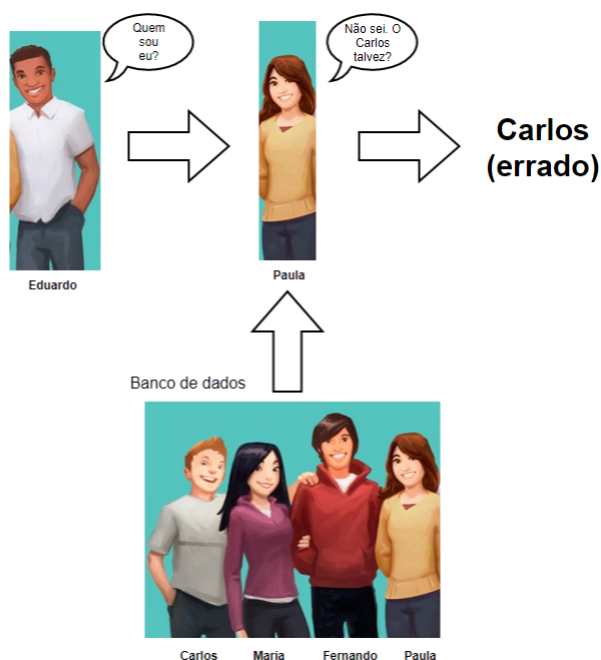 Quem
sou
eu?
Não sei. O
Carlos
talvez?
Carlos
(errado)
Eduardo
Paula
Banco de dados
Carlos Maria Fernando Paula